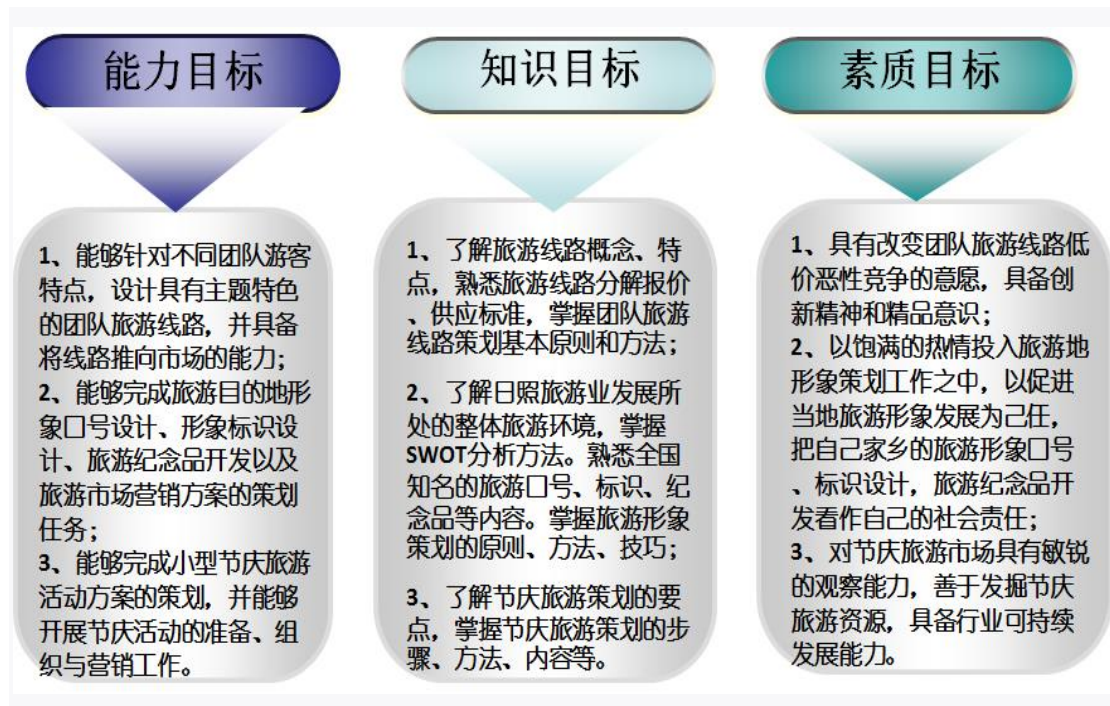 能力目标
1、能够针对不同团队游客
特点，设计具有主题特色
的团队旅游线路，并具备
将线路推向市场的能力；
2、能够完成旅游目的地形
象口号设计、形象标识设
计、旅游纪念品开发以及
旅游市场营销方案的策划
任务；
3、能够完成小型节庆旅游
活动方案的策划，并能够
开展节庆活动的准备、组
织与营销工作。
知识目标
1、了解旅游线路概念、特
点，熟悉旅游线路分解报价
、供应标准，掌握团队旅游
线路策划基本原则和方法；
2、了解日照旅游业发展所
处的整体旅游环境，掌握
SWOT分析方法。熟悉全国
知名的旅游口号、标识、纪
念品等内容。掌握旅游形象
策划的原则、方法、技巧；
3、了解节庆旅游策划的要
点，掌握节庆旅游策划的步
骤、方法、内容等。
素质目标
1、具有改变团队旅游线路低
价恶性竞争的意愿，具备创
新精神和精品意识；
2、以饱满的热情投入旅游地
形象策划工作之中，以促进
当地旅游形象发展为己任，
把自己家乡的旅游形象口号
、标识设计，旅游纪念品开
发看作自己的社会责任；
3、对节庆旅游市场具有敏锐
的观察能力，善于发掘节庆
旅游资源，具备行业可持续
发展能力。